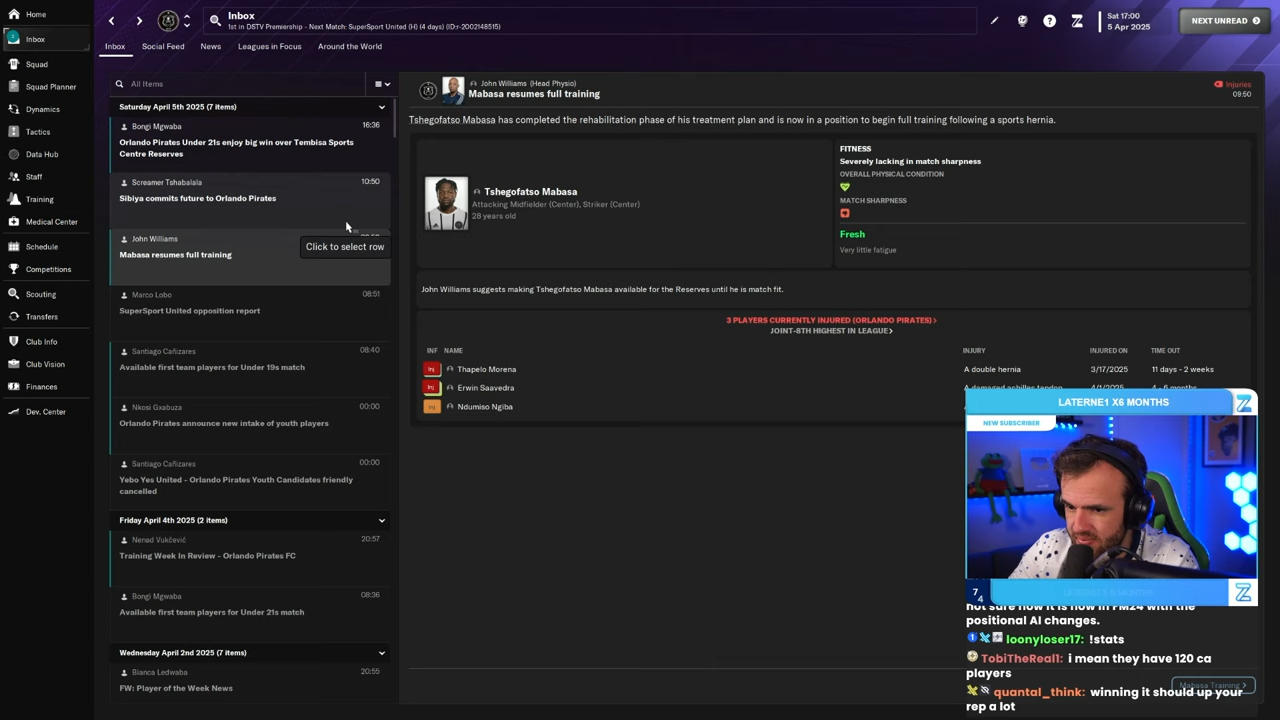 Home
Inbox
Squad
Squad Planner
Dynamics
Tactics
Data Hub
Staff
Training
Medical Center
Schedule
Competitions
Scouting
Transfers
Club Info
Club Vision
Finances
Dev. Center
Inbox
1st in DSTV Premiership - Next Match: SuperSport United (H) (4 days) (ID:r-2002148515)
Sat 17:00
5 Apr 2025
NEXT UNREAD
Inbox
Social Feed
News
Leagues in Focus
Around the World
All Items
Saturday April 5th 2025 (7 items)
Bongi Mgwaba 16:36
Orlando Pirates Under 21s enjoy big win over Tembisa Sports
Centre Reserves
Screamer Tshabalala 10:50
Sibiya commits future to Orlando Pirates
John Williams
Click to select row
Mabasa resumes full training
Marco Lobo 08:51
SuperSport United opposition report
Santiago Cañizares 08:40
Available first team players for Under 19s match
Nkosi Gxabuza 00:00
Orlando Pirates announce new intake of youth players
Santiago Cañizares 00:00
Yebo Yes United - Orlando Pirates Youth Candidates friendly
cancelled
Friday April 4th 2025 (2 items)
Nenad Vukčević 20:57
Training Week In Review - Orlando Pirates FC
Bongi Mgwaba 08:36
Available first team players for Under 21s match
Wednesday April 2nd 2025 (7 items)
Bianca Ledwaba 20:55
FW: Player of the Week News
John Williams (Head Physio)
Mabasa resumes full training
Injuries
09:50
Tshegofatso Mabasa has completed the rehabilitation phase of his treatment plan and is now in a position to begin full training following a sports hernia.
Tshegofatso Mabasa
Attacking Midfielder (Center), Striker (Center)
28 years old
FITNESS
Severely lacking in match sharpness
OVERALL PHYSICAL CONDITION
MATCH SHARPNESS
Fresh
Very little fatigue
John Williams suggests making Tshegofatso Mabasa available for the Reserves until he is match fit.
3 PLAYERS CURRENTLY INJURED (ORLANDO PIRATES) >
JOINT-8TH HIGHEST IN LEAGUE >
INF NAME INJURY INJURED ON TIME OUT
Inj Thapelo Morena A double hernia 3/17/2025 11 days - 2 weeks
Inj Erwin Saavedra A damaged achilles tendon 4/1/2025 4 - 6 months
Inj Ndumiso Ngiba
LATERNE1 X6 MONTHS
NEW SUBSCRIBER
7
4
not sure how it is now in FM24 with the
positional AI changes.
loonyloser17: !stats
TobiTheReal1: i mean they have 120 ca
players
quantal_think: winning it should up your
rep a lot
Mabasa Training >